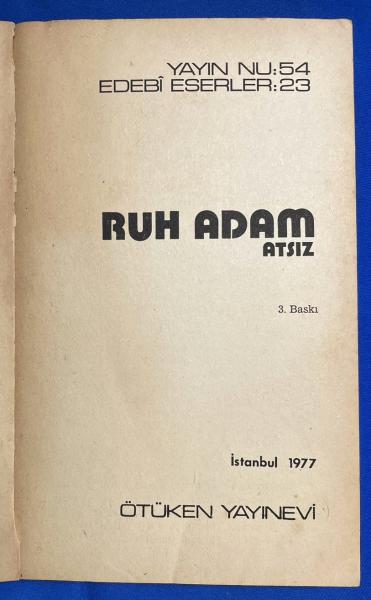 YAYIN NU:54
EDEBÎ ESERLER:23
RUH ADAM
ATSIZ
3. Baskı
İstanbul 1977
ÖTÜKEN YAYINEVİ